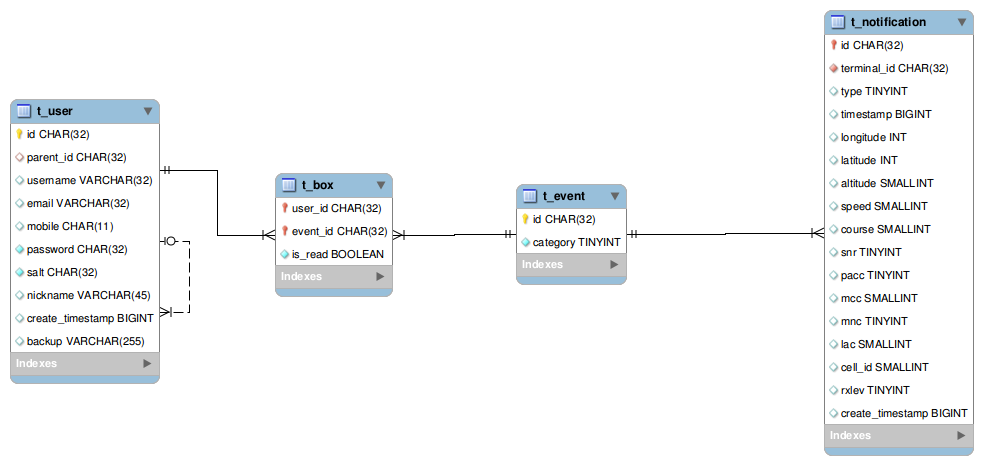 t_user
id CHAR(32)
parent_id CHAR(32)
username VARCHAR(32)
email VARCHAR(32)
mobile CHAR(11)
password CHAR(32)
salt CHAR(32)
nickname VARCHAR(45)
create_timestamp BIGINT
backup VARCHAR(255)
Indexes
t_box
user_id CHAR(32)
event_id CHAR(32)
is_read BOOLEAN
Indexes
t_event
id CHAR(32)
category TINYINT
Indexes
t_notification
id CHAR(32)
terminal_id CHAR(32)
type TINYINT
timestamp BIGINT
longitude INT
latitude INT
altitude SMALLINT
speed SMALLINT
course SMALLINT
snr TINYINT
pacc TINYINT
mcc SMALLINT
mnc TINYINT
lac SMALLINT
cell_id SMALLINT
rxlev TINYINT
create_timestamp BIGINT
Indexes